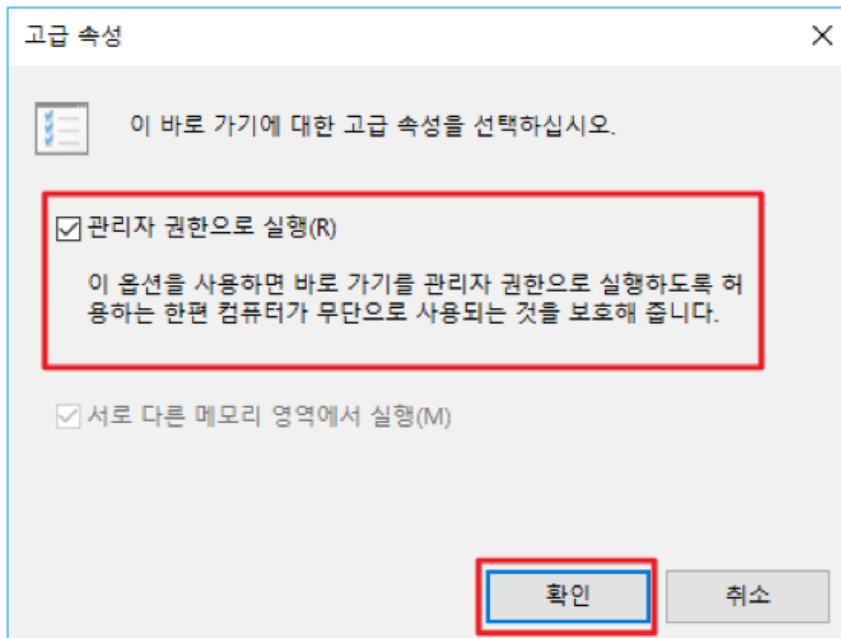 고급 속성
이 바로 가기에 대한 고급 속성을 선택하십시오.
관리자 권한으로 실행(R)
이 옵션을 사용하면 바로 가기를 관리자 권한으로 실행하도록 허
용하는 한편 컴퓨터가 무단으로 사용되는 것을 보호해 줍니다.
서로 다른 메모리 영역에서 실행(M)
확인 취소